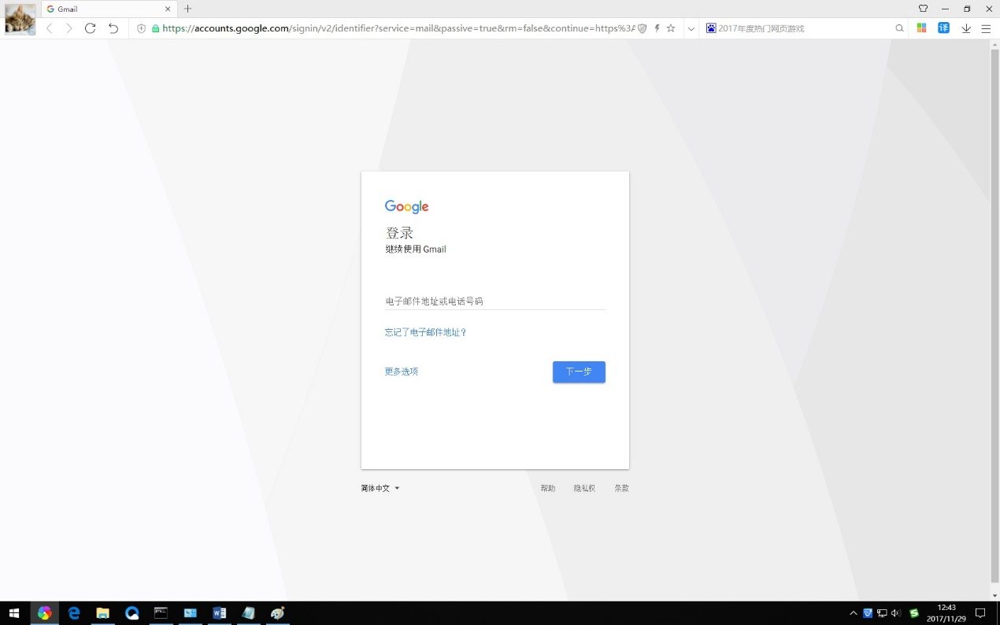 Gmail
https://accounts.google.com/signin/v2/identifier?service=mail&passive=true&rm=false&continue=https%3A
2017年度热门网页游戏
译
Google
登录
继续使用 Gmail
电子邮件地址或电话号码
忘记了电子邮件地址?
更多选项
下一步
简体中文
帮助 隐私权 条款
12:43
2017/11/29